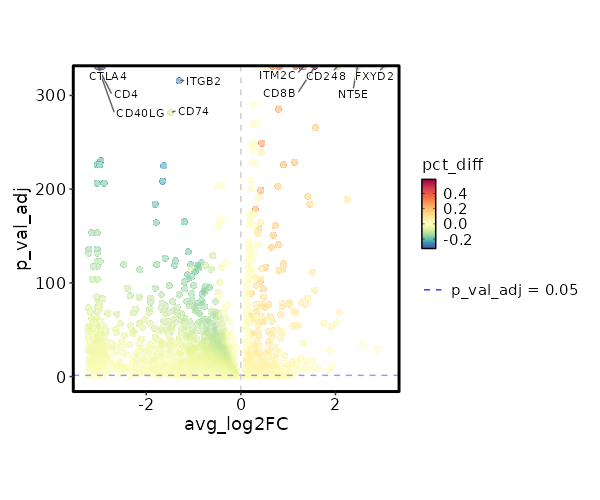 CTLA4
ITM2C
CD248
FXYD2
CD4
ITGB2
CD8B
NT5E
CD40LG
CD74
300
200
100
0
p_val_adj
-2
0
2
avg_log2FC
pct_diff
0.4
0.2
0.0
-0.2
p_val_adj = 0.05